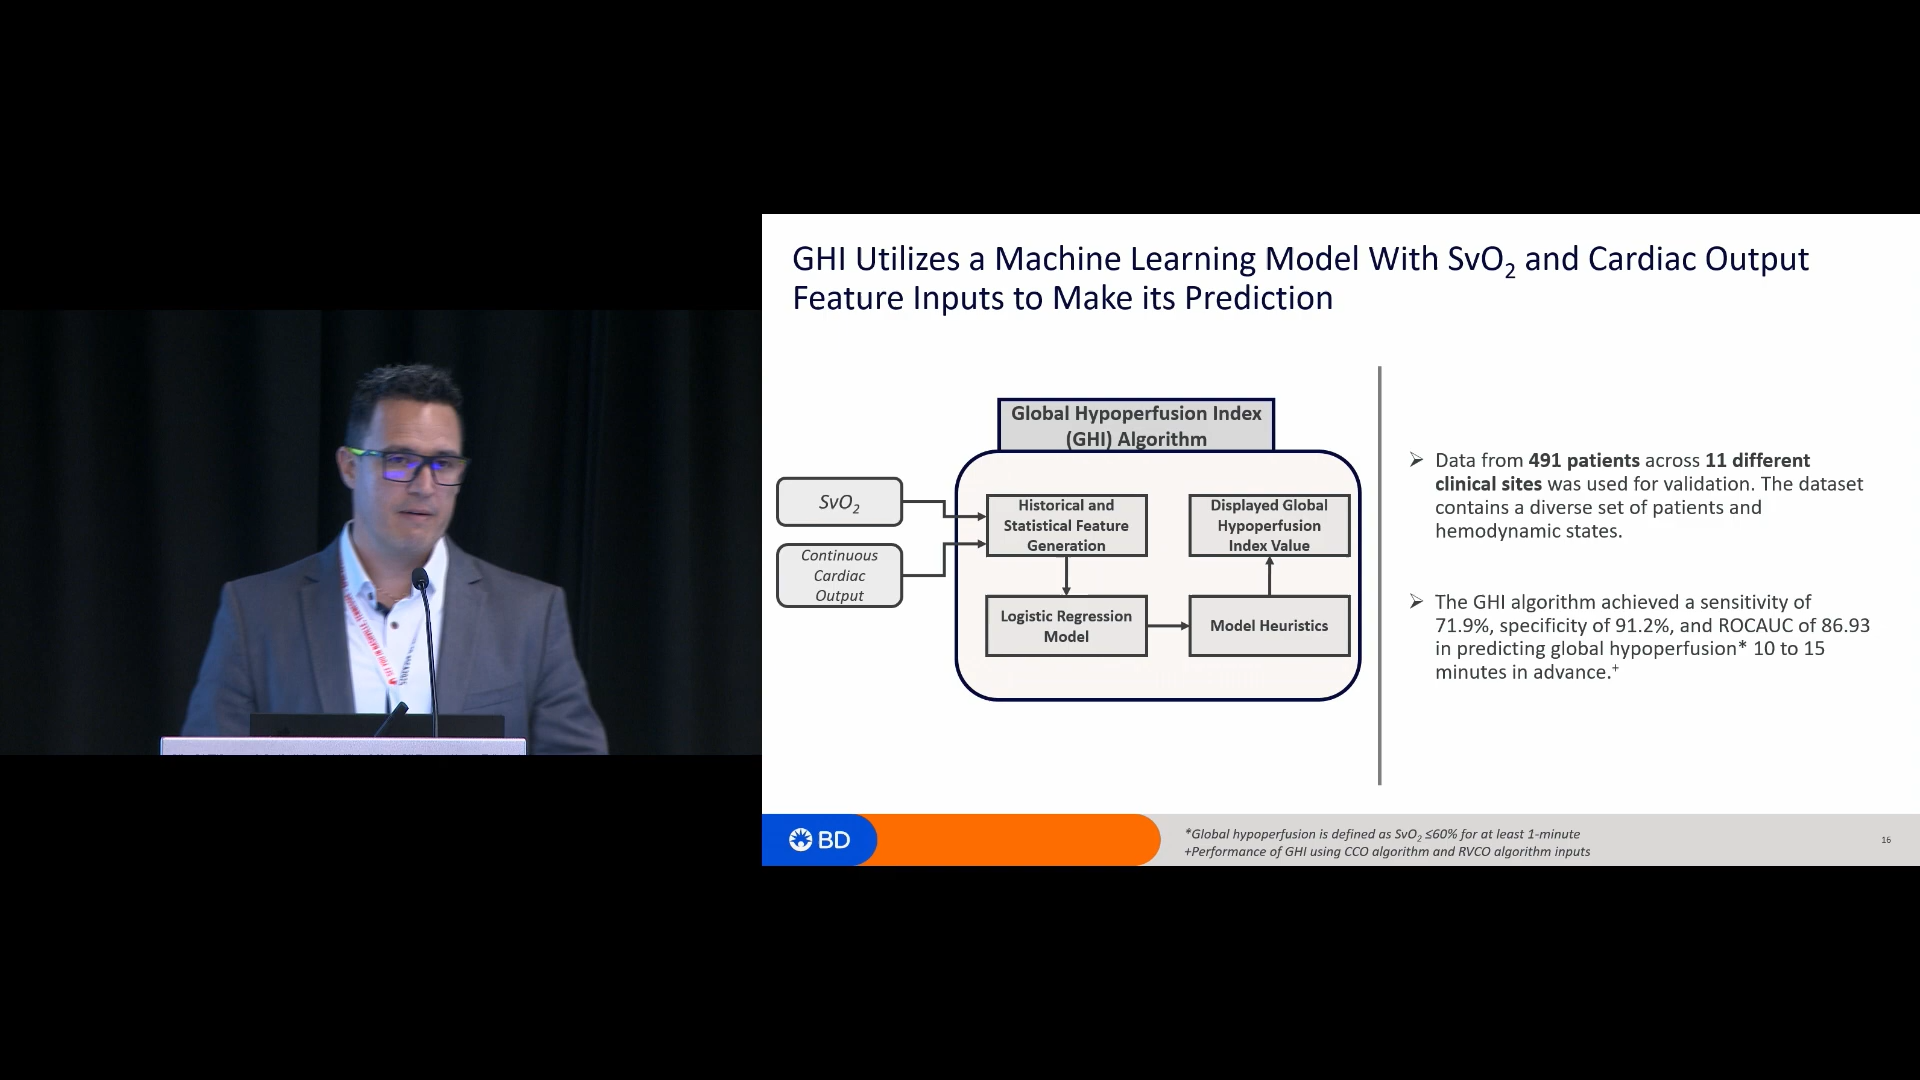 GHI Utilizes a Machine Learning Model With SvO₂ and Cardiac Output
Feature Inputs to Make its Prediction
Global Hypoperfusion Index
(GHI) Algorithm
SvO₂
Continuous
Cardiac
Output
Historical and
Statistical Feature
Generation
Displayed Global
Hypoperfusion
Index Value
Logistic Regression
Model
Model Heuristics
➢ Data from 491 patients across 11 different
clinical sites was used for validation. The dataset
contains a diverse set of patients and
hemodynamic states.
➢ The GHI algorithm achieved a sensitivity of
71.9%, specificity of 91.2%, and ROCAUC of 86.93
in predicting global hypoperfusion* 10 to 15
minutes in advance.⁺
BD
*Global hypoperfusion is defined as SvO₂ ≤60% for at least 1-minute
+Performance of GHI using CCO algorithm and RVCO algorithm inputs
16